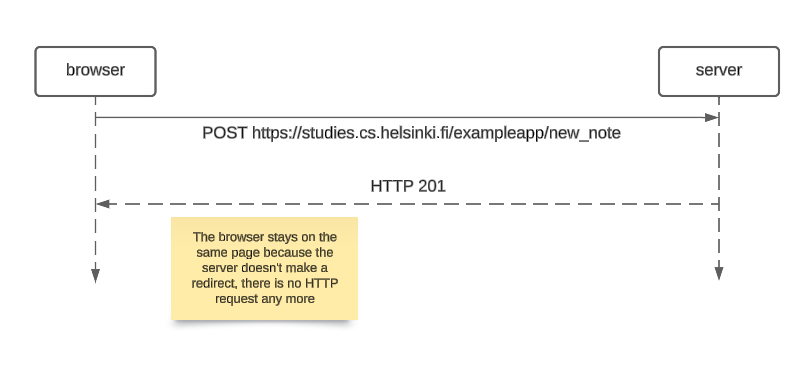 browser
server
POST https://studies.cs.helsinki.fi/exampleapp/new_note
HTTP 201
The browser stays on the
same page because the
server doesn't make a
redirect, there is no HTTP
request any more